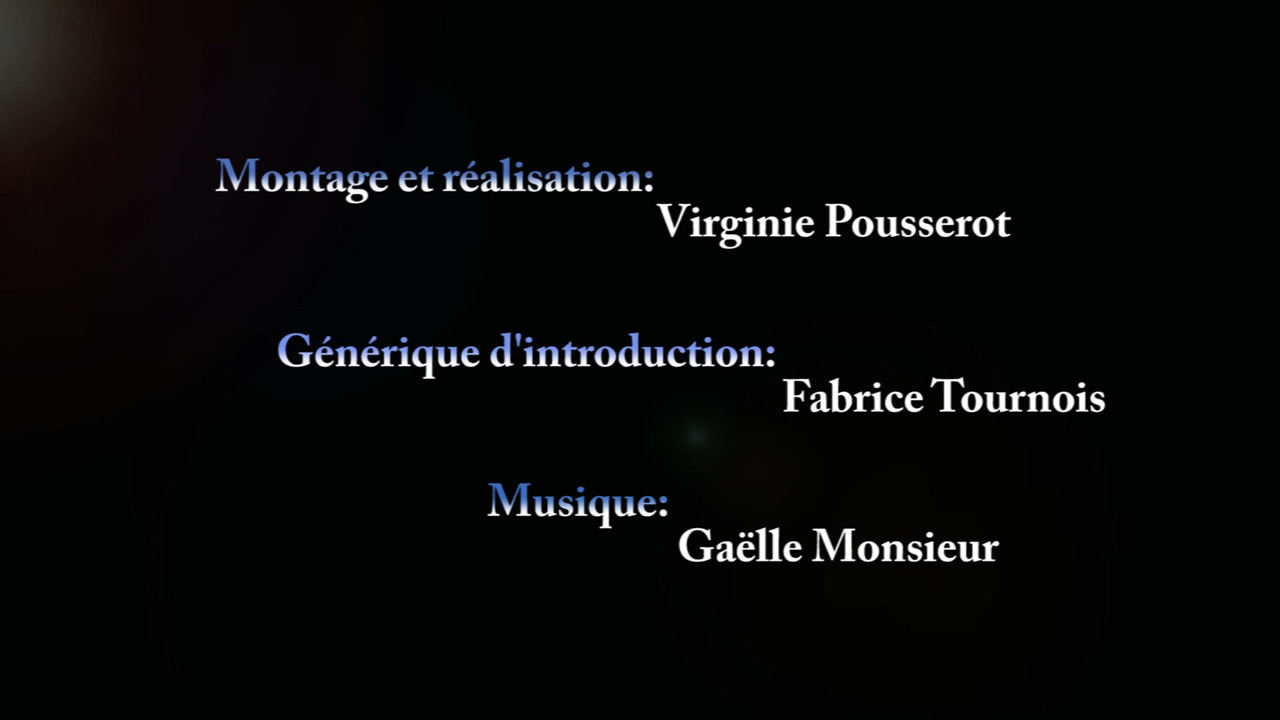 Montage et réalisation:
Virginie Pousserot
Générique d'introduction:
Fabrice Tournois
Musique:
Gaëlle Monsieur